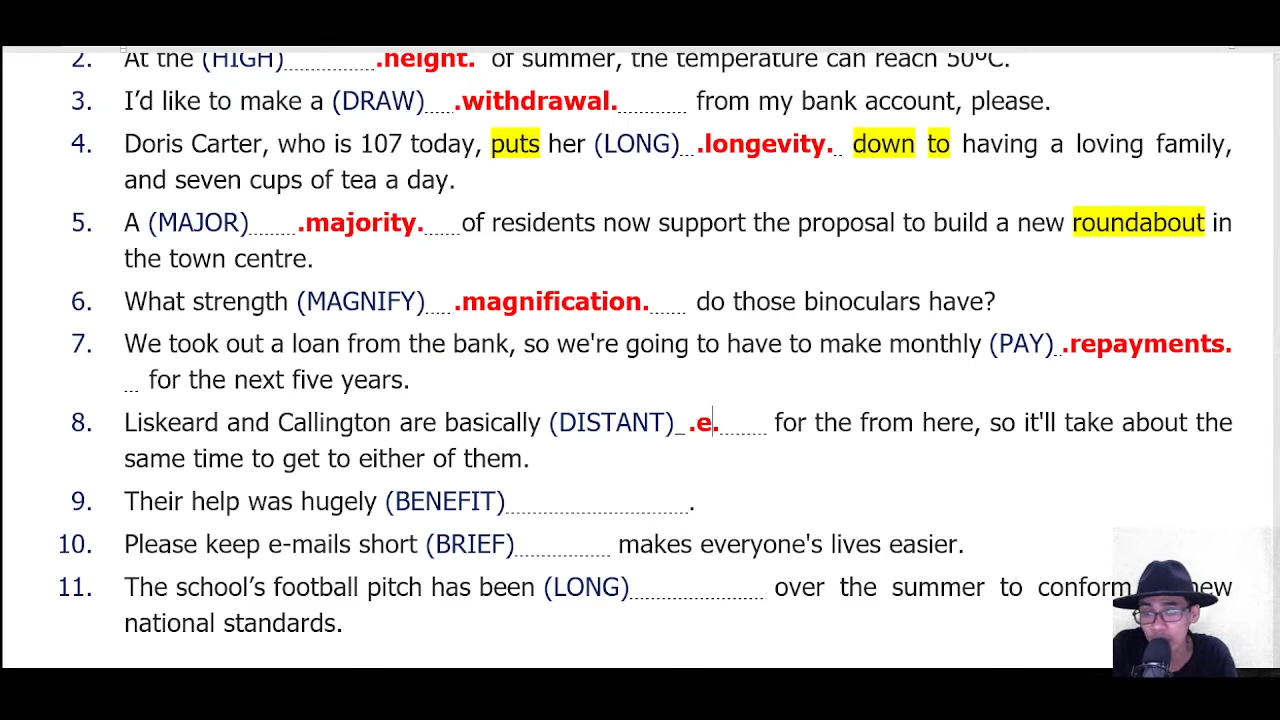 2. At the (HIGH)............height. of summer, the temperature can reach 50ºC.
3. I’d like to make a (DRAW).....withdrawal.......... from my bank account, please.
4. Doris Carter, who is 107 today, puts her (LONG)...longevity... down to having a loving family,
and seven cups of tea a day.
5. A (MAJOR)........majority......of residents now support the proposal to build a new roundabout in
the town centre.
6. What strength (MAGNIFY).....magnification...... do those binoculars have?
7. We took out a loan from the bank, so we're going to have to make monthly (PAY)..repayments.
... for the next five years.
8. Liskeard and Callington are basically (DISTANT)_.e......... for the from here, so it'll take about the
same time to get to either of them.
9. Their help was hugely (BENEFIT)...............................
10. Please keep e-mails short (BRIEF)................ makes everyone's lives easier.
11. The school’s football pitch has been (LONG)....................... over the summer to conform new
national standards.